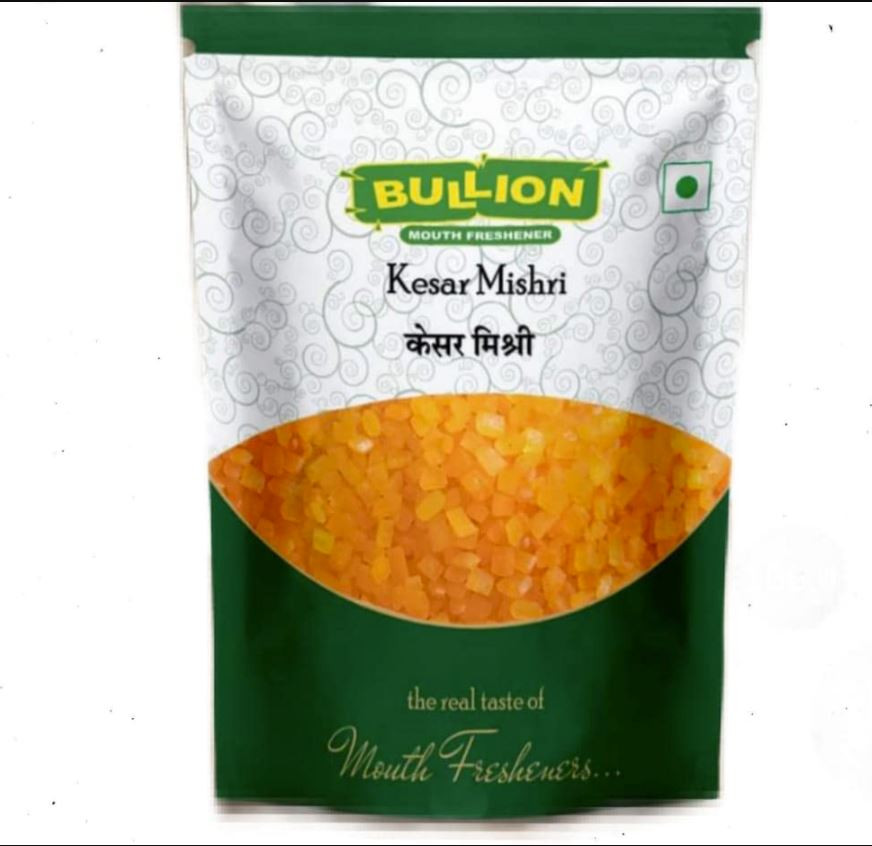 BULLION
MOUTH FRESHENER
Kesar Mishri
केसर मिश्री
the real taste of
Mouth Fresheners...